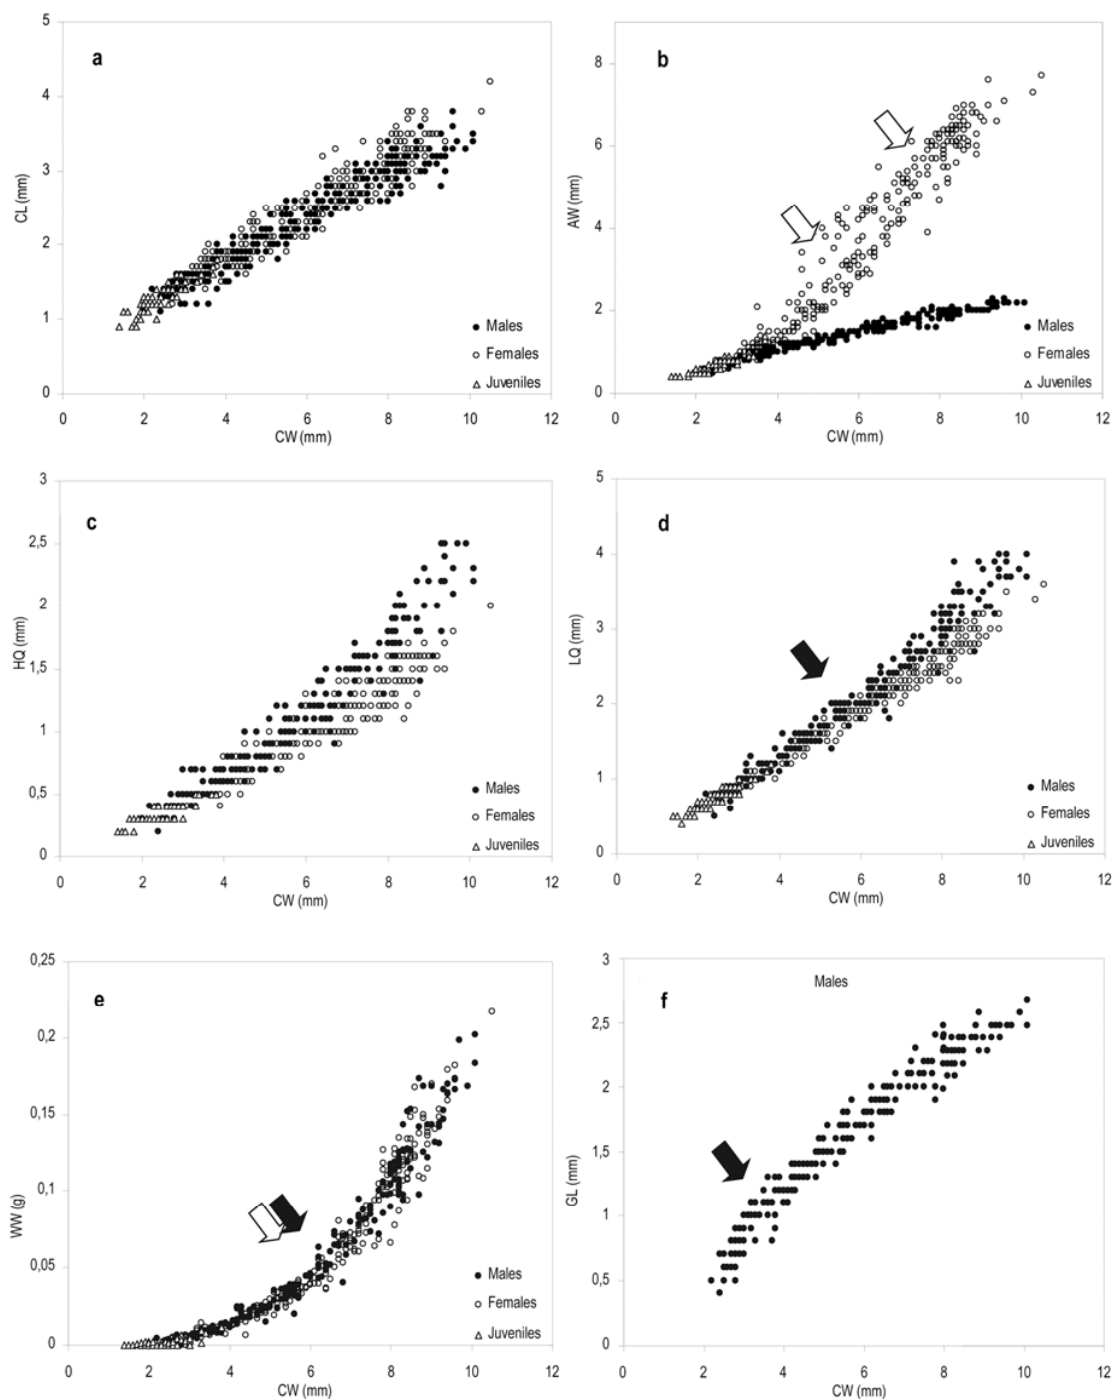 a
CL (mm)
5
4
3
2
1
0
0 2 4 6 8 10 12
CW (mm)
Males
Females
Juveniles
b
AW (mm)
8
6
4
2
0
0 2 4 6 8 10 12
CW (mm)
Males
Females
Juveniles
c
HQ (mm)
3
2,5
2
1,5
1
0,5
0
0 2 4 6 8 10 12
CW (mm)
Males
Females
Juveniles
d
LQ (mm)
5
4
3
2
1
0
0 2 4 6 8 10 12
CW (mm)
Males
Females
Juveniles
e
WW (g)
0,25
0,2
0,15
0,1
0,05
0
0 2 4 6 8 10 12
CW (mm)
Males
Females
Juveniles
f
Males
GL (mm)
3
2,5
2
1,5
1
0,5
0
0 2 4 6 8 10 12
CW (mm)